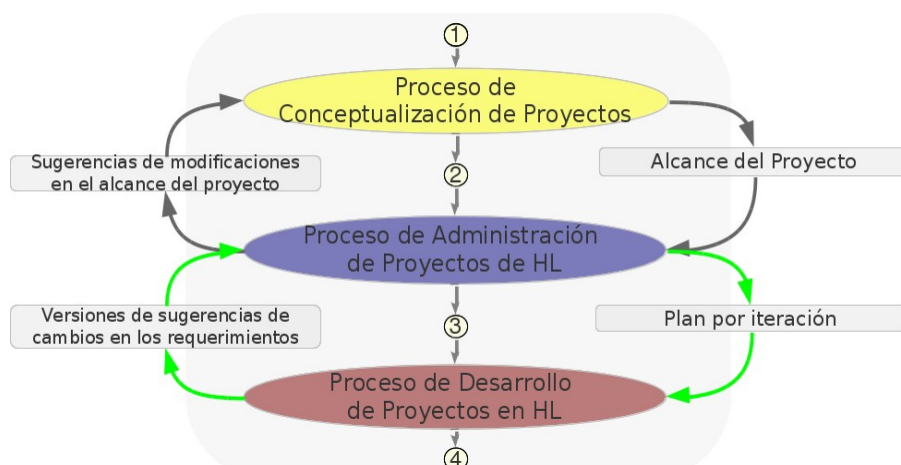 1
Proceso de
Conceptualización de Proyectos
Sugerencias de modificaciones
en el alcance del proyecto
Alcance del Proyecto
2
Proceso de Administración
de Proyectos de HL
Versiones de sugerencias de
cambios en los requerimientos
Plan por iteración
3
Proceso de Desarrollo
de Proyectos en HL
4